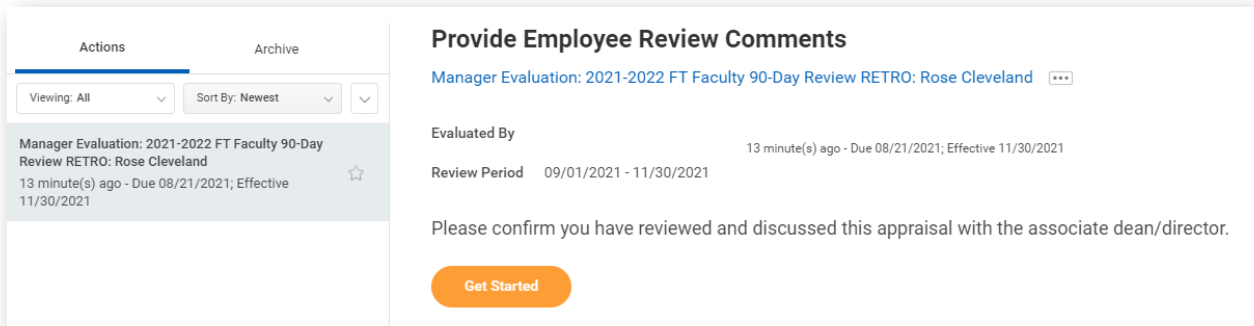 Actions
Archive
Viewing: All
Sort By: Newest
Manager Evaluation: 2021-2022 FT Faculty 90-Day
Review RETRO: Rose Cleveland
13 minute(s) ago - Due 08/21/2021; Effective
11/30/2021
Provide Employee Review Comments
Manager Evaluation: 2021-2022 FT Faculty 90-Day Review RETRO: Rose Cleveland
Evaluated By
13 minute(s) ago - Due 08/21/2021; Effective 11/30/2021
Review Period 09/01/2021 - 11/30/2021
Please confirm you have reviewed and discussed this appraisal with the associate dean/director.
Get Started